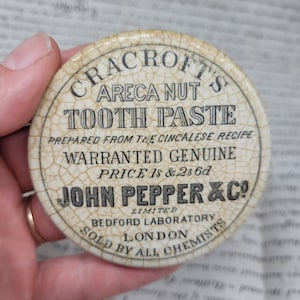 CRACROFT'S
ARECA NUT
TOOTH PASTE
PREPARED FROM THE CINCALESE RECIPE
WARRANTED GENUINE
PRICE 1s & 2s 6d
JOHN PEPPER & Co
LIMITED
BEDFORD LABORATORY
LONDON
SOLD BY ALL CHEMISTS